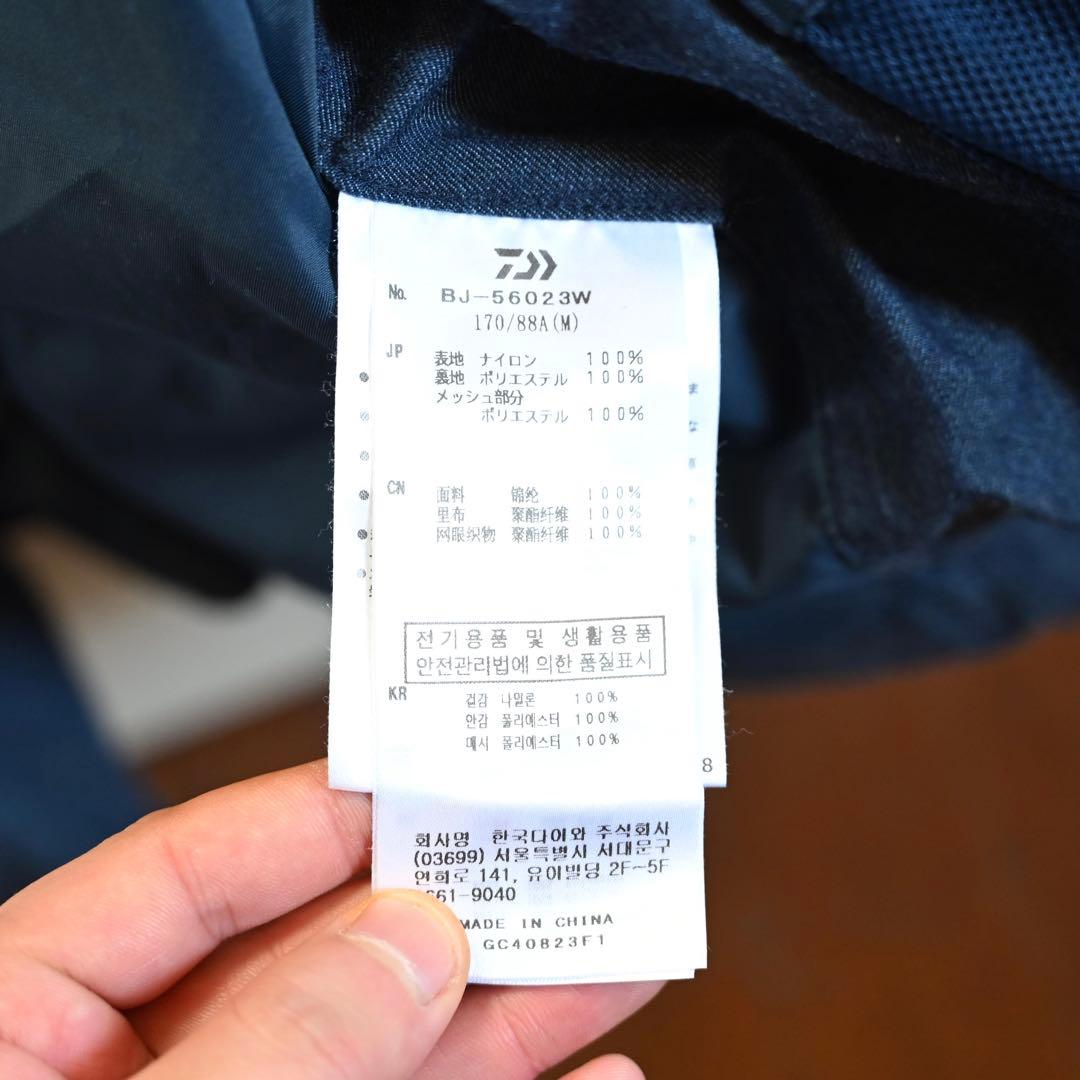 No. BJ-56023W
170/88A(M)
JP 表地 ナイロン 100%
裏地 ポリエステル 100%
メッシュ部分
ポリエステル 100%
CN 面料 锦纶 100%
里布 聚酯纤维 100%
网眼织物 聚酯纤维 100%
전기용품 및 생활용품
안전관리법에 의한 품질표시
KR 겉감 나일론 100%
안감 폴리에스터 100%
메시 폴리에스터 100%
8
회사명 한국다이와 주식회사
(03699) 서울특별시 서대문구
연희로 141, 유아빌딩 2F~5F
661-9040
MADE IN CHINA
GC40823F1